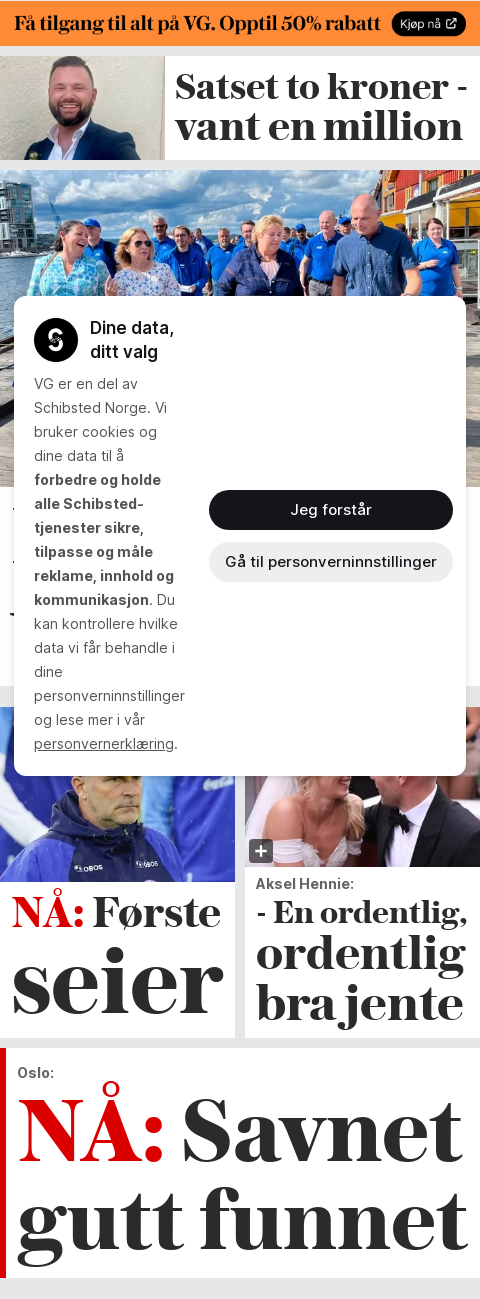 Få tilgang til alt på VG. Opptil 50% rabatt
Kjøp nå
Satset to kroner -
vant en million
Dine data,
ditt valg
VG er en del av
Schibsted Norge. Vi
bruker cookies og
dine data til å
forbedre og holde
alle Schibsted-
tjenester sikre,
tilpasse og måle
reklame, innhold og
kommunikasjon. Du
kan kontrollere hvilke
data vi får behandle i
dine
personverninnstillinger
og lese mer i vår
personvernerklæring.
Jeg forstår
Gå til personverninnstillinger
OBOS
OBOS
NÅ: Første
seier
Aksel Hennie:
- En ordentlig,
ordentlig
bra jente
Oslo:
NÅ: Savnet
gutt funnet